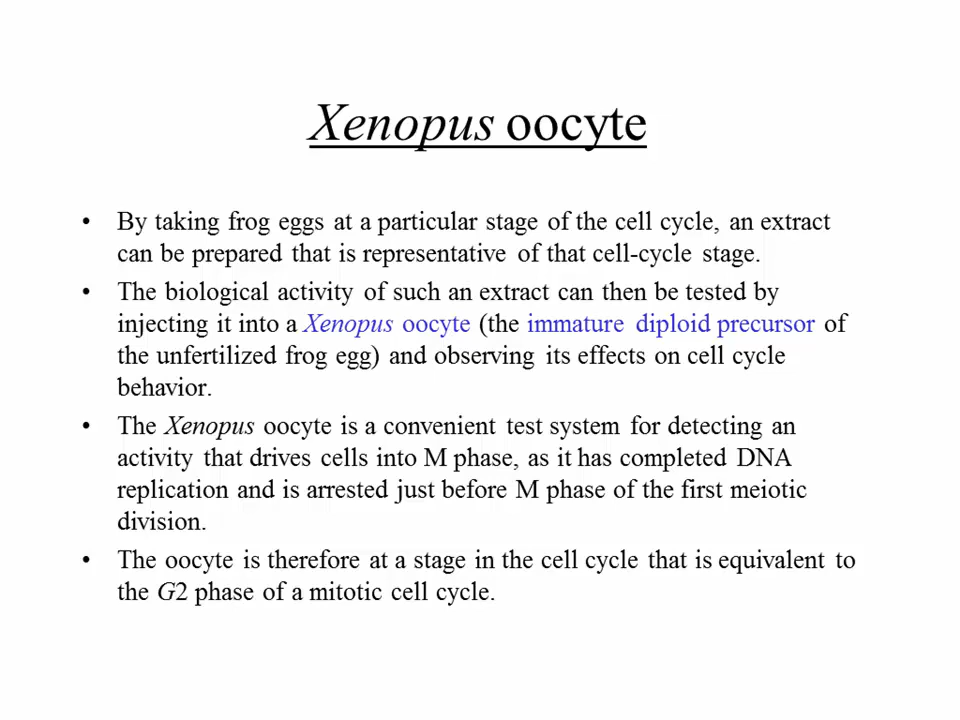 Xenopus oocyte
• By taking frog eggs at a particular stage of the cell cycle, an extract
can be prepared that is representative of that cell-cycle stage.
• The biological activity of such an extract can then be tested by
injecting it into a Xenopus oocyte (the immature diploid precursor of
the unfertilized frog egg) and observing its effects on cell cycle
behavior.
• The Xenopus oocyte is a convenient test system for detecting an
activity that drives cells into M phase, as it has completed DNA
replication and is arrested just before M phase of the first meiotic
division.
• The oocyte is therefore at a stage in the cell cycle that is equivalent to
the G2 phase of a mitotic cell cycle.